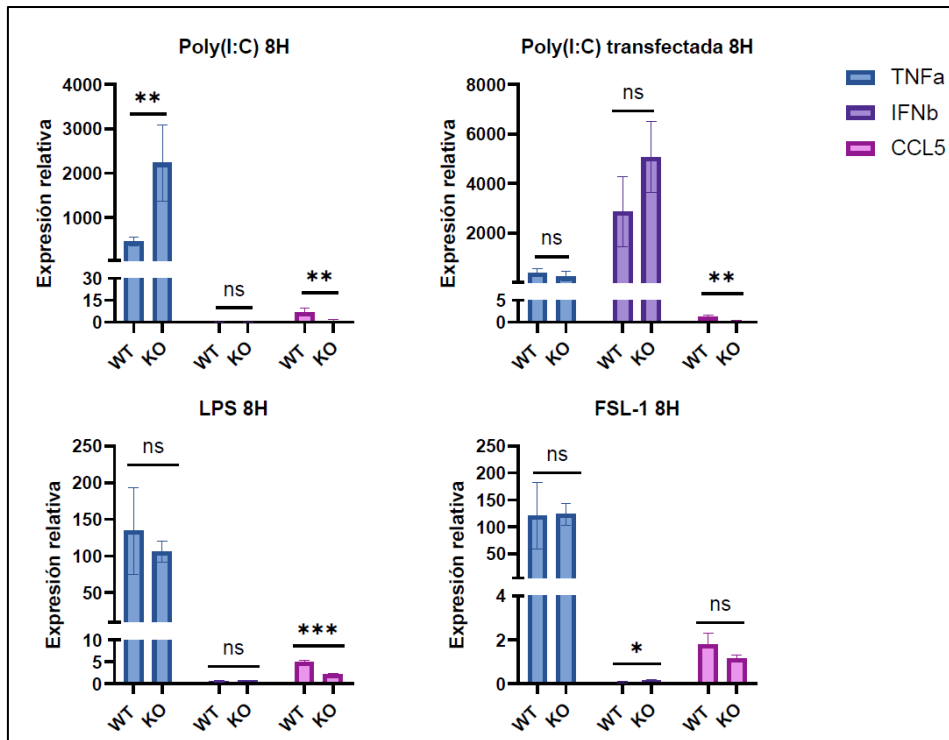 Poly(I:C) 8H
Expresión relativa
4000
3000
2000
1000
30
15
0
**
ns
**
WT
KO
WT
KO
WT
KO
Poly(I:C) transfectada 8H
Expresión relativa
8000
6000
4000
2000
5
0
ns
ns
**
WT
KO
WT
KO
WT
KO
TNFa
IFNb
CCL5
LPS 8H
Expresión relativa
250
200
150
100
50
10
5
0
ns
ns
***
WT
KO
WT
KO
WT
KO
FSL-1 8H
Expresión relativa
250
200
150
100
50
4
2
0
ns
*
ns
WT
KO
WT
KO
WT
KO